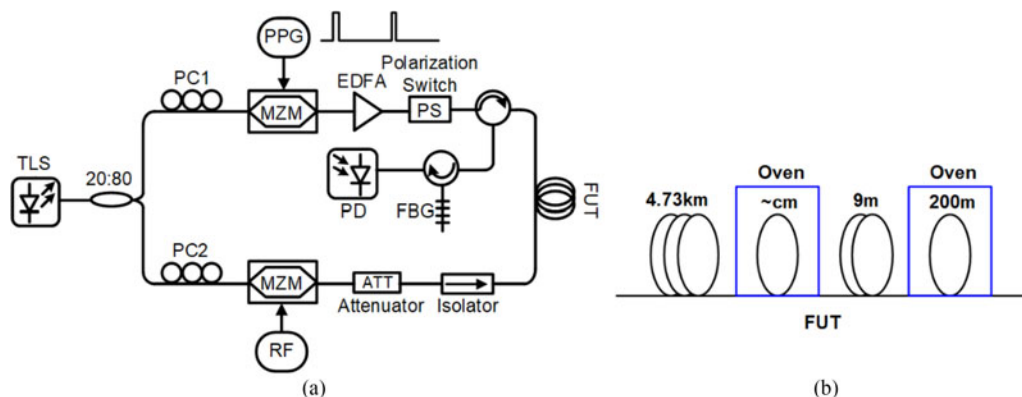 PPG
PC1
EDFA
Polarization
Switch
MZM
PS
TLS
20:80
PD
FBG
FUT
PC2
MZM
ATT
Attenuator
Isolator
RF
(a)
Oven
Oven
4.73km
~cm
9m
200m
FUT
(b)